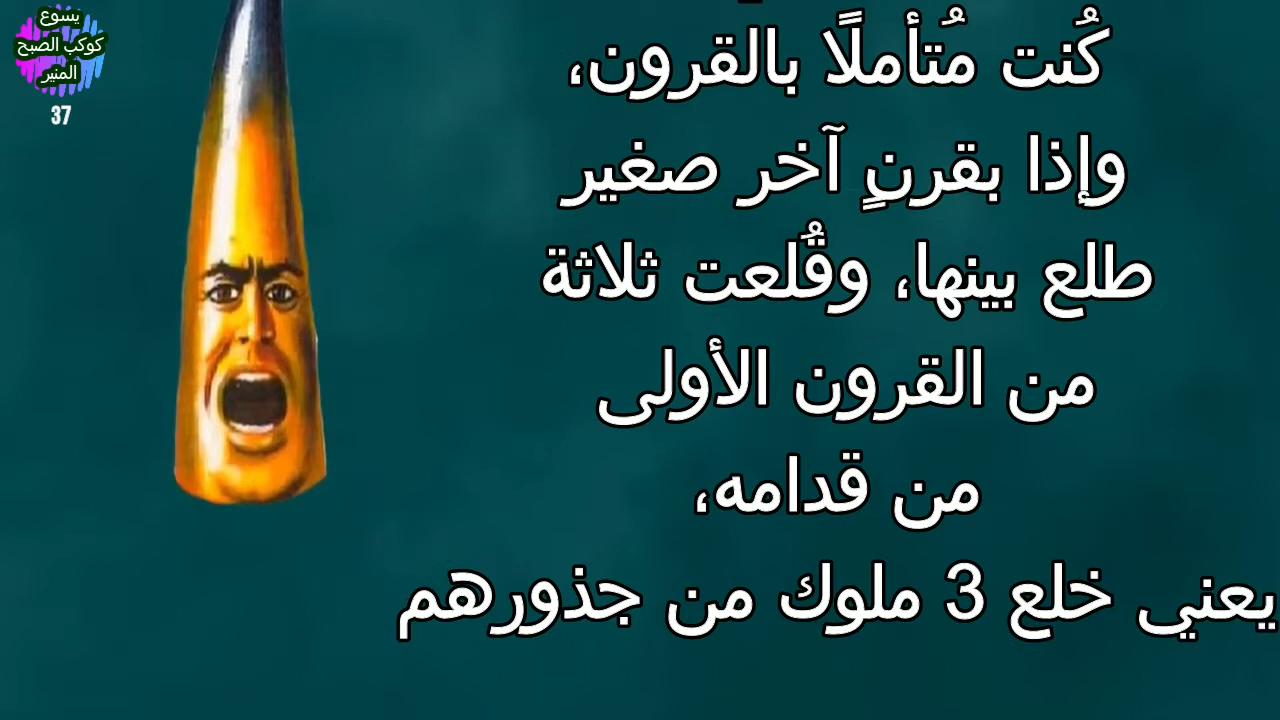 يسوع
كوكب الصبح
المنير
37
كُنت مُتأملًا بالقرون،
وإذا بقرنٍ آخر صغير
طلع بينها، وقُلعت ثلاثة
من القرون الأولى
من قدامه،
يعني خلع 3 ملوك من جذورهم